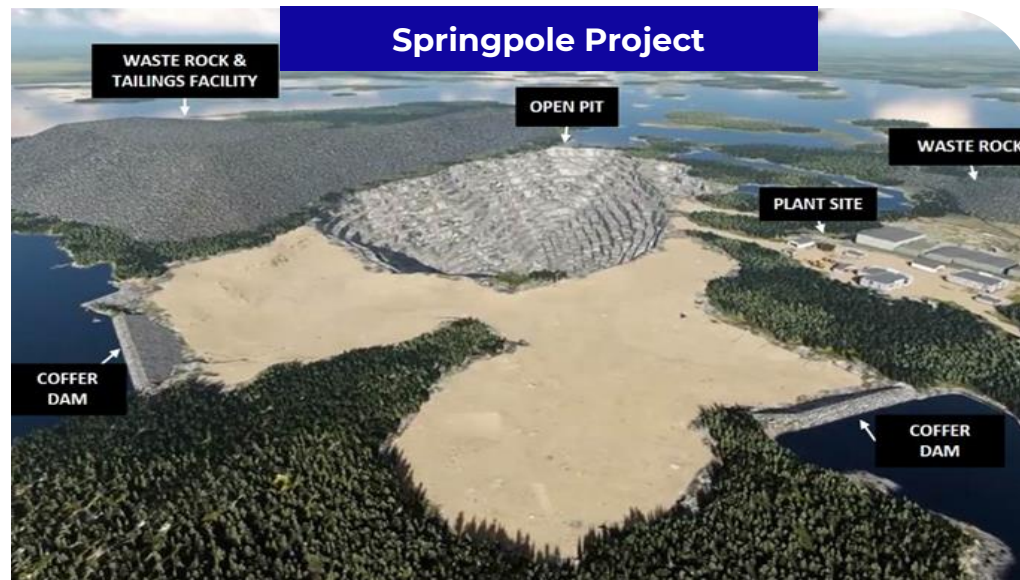 Springpole Project
WASTE ROCK &
TAILINGS FACILITY
OPEN PIT
WASTE ROCK
PLANT SITE
COFFER
DAM
COFFER
DAM